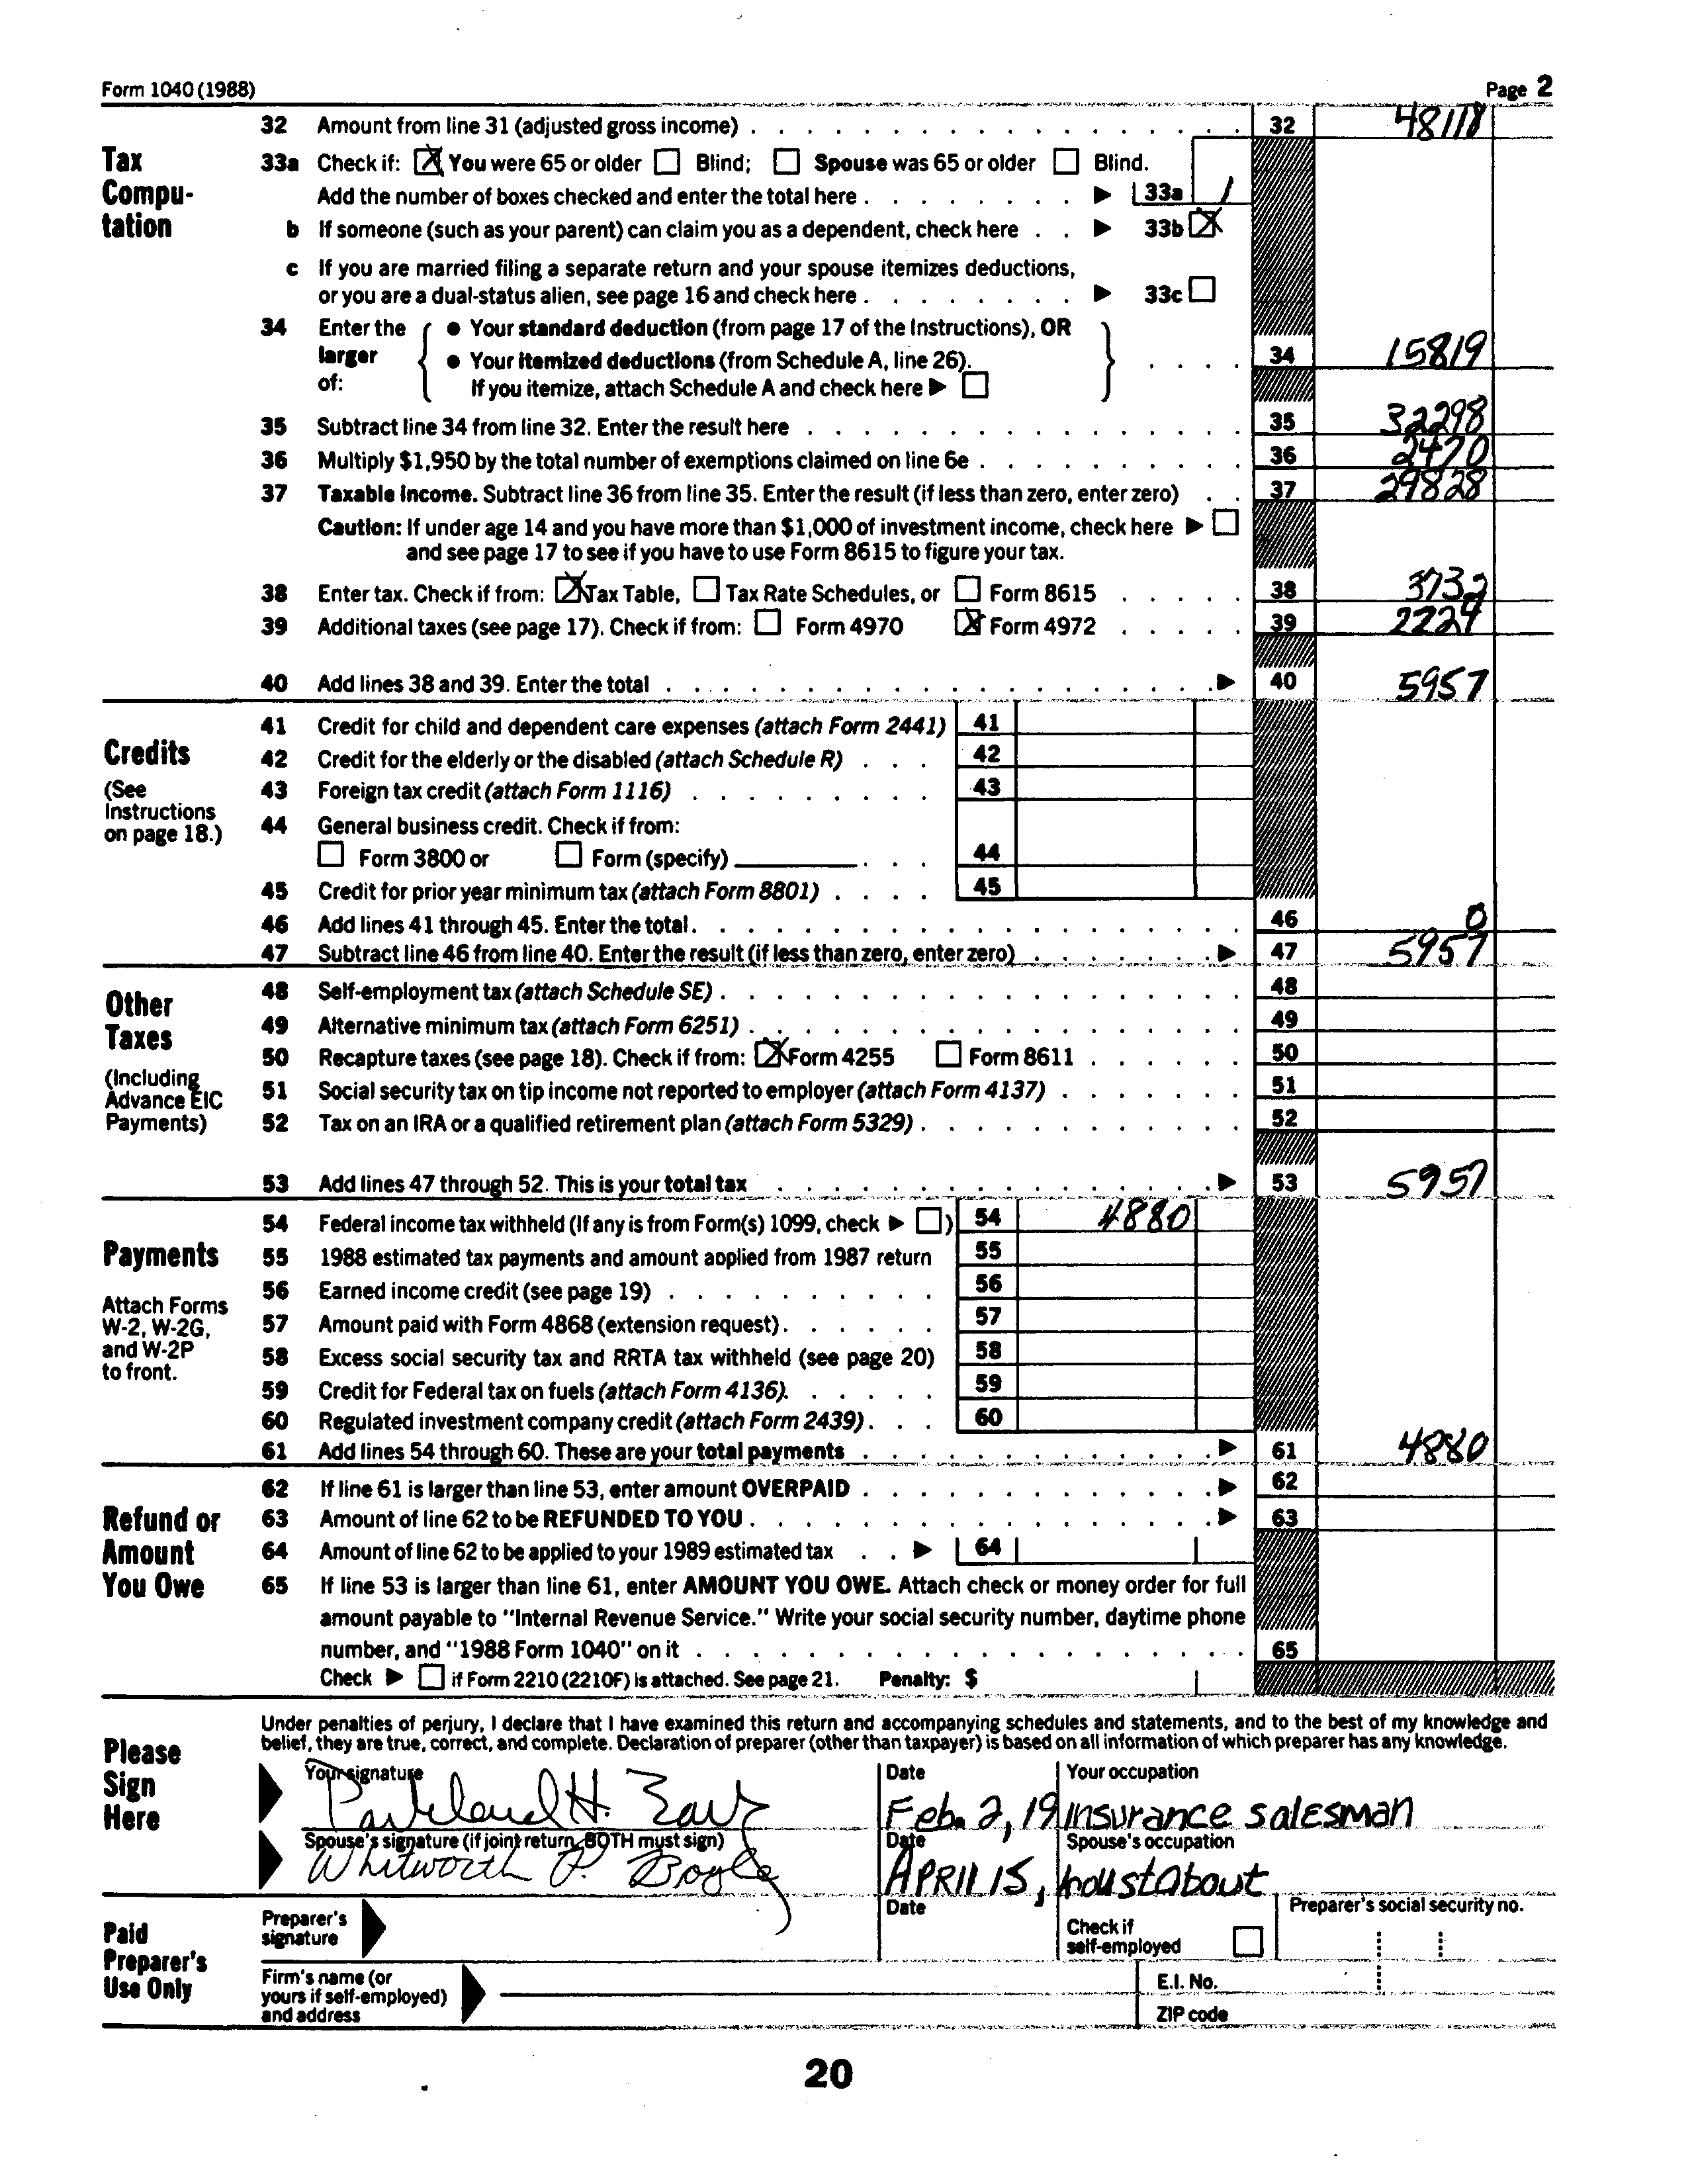 Form 1040 (1988) Page 2
32 Amount from line 31 (adjusted gross income) 32 48118
Tax Computation
33a Check if: ☒ You were 65 or older ☐ Blind; ☐ Spouse was 65 or older ☐ Blind.
Add the number of boxes checked and enter the total here ▶ 33a 1
b If someone (such as your parent) can claim you as a dependent, check here ▶ 33b ☒
c If you are married filing a separate return and your spouse itemizes deductions,
or you are a dual-status alien, see page 16 and check here ▶ 33c ☐
34 Enter the larger of: { ● Your standard deduction (from page 17 of the Instructions), OR
● Your itemized deductions (from Schedule A, line 26). } 34 15819
If you itemize, attach Schedule A and check here ▶ ☐
35 Subtract line 34 from line 32. Enter the result here 35 32298
36 Multiply $1,950 by the total number of exemptions claimed on line 6e 36 2470
37 Taxable income. Subtract line 36 from line 35. Enter the result (if less than zero, enter zero) 37 29828
Caution: If under age 14 and you have more than $1,000 of investment income, check here ▶ ☐
and see page 17 to see if you have to use Form 8615 to figure your tax.
38 Enter tax. Check if from: ☒ Tax Table, ☐ Tax Rate Schedules, or ☐ Form 8615 38 3732
39 Additional taxes (see page 17). Check if from: ☐ Form 4970 ☒ Form 4972 39 2224
40 Add lines 38 and 39. Enter the total ▶ 40 5957
Credits
(See Instructions on page 18.)
41 Credit for child and dependent care expenses (attach Form 2441) 41
42 Credit for the elderly or the disabled (attach Schedule R) 42
43 Foreign tax credit (attach Form 1116) 43
44 General business credit. Check if from:
☐ Form 3800 or ☐ Form (specify) 44
45 Credit for prior year minimum tax (attach Form 8801) 45
46 Add lines 41 through 45. Enter the total 46 0
47 Subtract line 46 from line 40. Enter the result (if less than zero, enter zero) ▶ 47 5957
Other Taxes
(Including Advance EIC Payments)
48 Self-employment tax (attach Schedule SE) 48
49 Alternative minimum tax (attach Form 6251) 49
50 Recapture taxes (see page 18). Check if from: ☒ Form 4255 ☐ Form 8611 50
51 Social security tax on tip income not reported to employer (attach Form 4137) 51
52 Tax on an IRA or a qualified retirement plan (attach Form 5329) 52
53 Add lines 47 through 52. This is your total tax ▶ 53 5957
Payments
Attach Forms W-2, W-2G, and W-2P to front.
54 Federal income tax withheld (If any is from Form(s) 1099, check ▶ ☐) 54 4880
55 1988 estimated tax payments and amount applied from 1987 return 55
56 Earned income credit (see page 19) 56
57 Amount paid with Form 4868 (extension request) 57
58 Excess social security tax and RRTA tax withheld (see page 20) 58
59 Credit for Federal tax on fuels (attach Form 4136) 59
60 Regulated investment company credit (attach Form 2439) 60
61 Add lines 54 through 60. These are your total payments ▶ 61 4880
Refund or Amount You Owe
62 If line 61 is larger than line 53, enter amount OVERPAID ▶ 62
63 Amount of line 62 to be REFUNDED TO YOU ▶ 63
64 Amount of line 62 to be applied to your 1989 estimated tax ▶ 64
65 If line 53 is larger than line 61, enter AMOUNT YOU OWE. Attach check or money order for full
amount payable to "Internal Revenue Service." Write your social security number, daytime phone
number, and "1988 Form 1040" on it 65
Check ▶ ☐ if Form 2210 (2210F) is attached. See page 21. Penalty: $
Please Sign Here
Under penalties of perjury, I declare that I have examined this return and accompanying schedules and statements, and to the best of my knowledge and
belief, they are true, correct, and complete. Declaration of preparer (other than taxpayer) is based on all information of which preparer has any knowledge.
Your signature Date Your occupation
H. Feb. 2, 19 insurance salesman
Spouse's signature (if joint return, BOTH must sign) Date Spouse's occupation
Whitworth P. Boyle APRIL 15, houstabout
Paid Preparer's Use Only
Preparer's signature Date Check if self-employed ☐ Preparer's social security no.
Firm's name (or yours if self-employed) and address E.I. No.
ZIP code
20